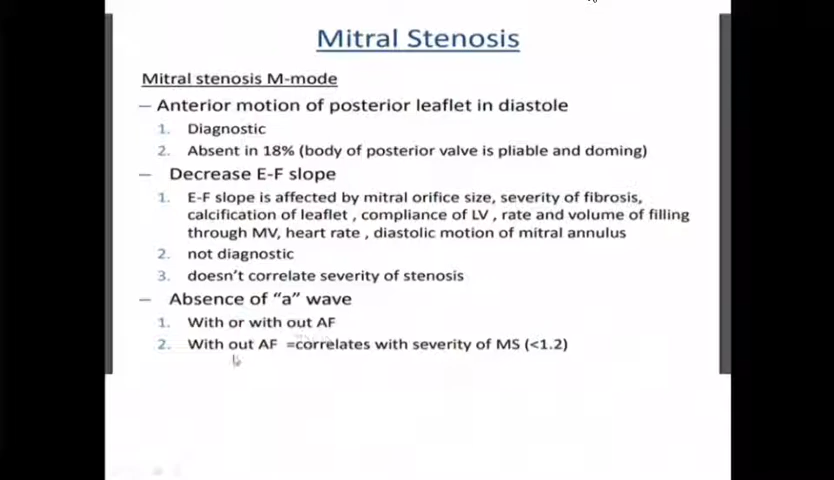 Mitral Stenosis
Mitral stenosis M-mode
– Anterior motion of posterior leaflet in diastole
1. Diagnostic
2. Absent in 18% (body of posterior valve is pliable and doming)
– Decrease E-F slope
1. E-F slope is affected by mitral orifice size, severity of fibrosis,
calcification of leaflet , compliance of LV , rate and volume of filling
through MV, heart rate , diastolic motion of mitral annulus
2. not diagnostic
3. doesn't correlate severity of stenosis
– Absence of “a” wave
1. With or with out AF
2. With out AF =correlates with severity of MS (<1.2)